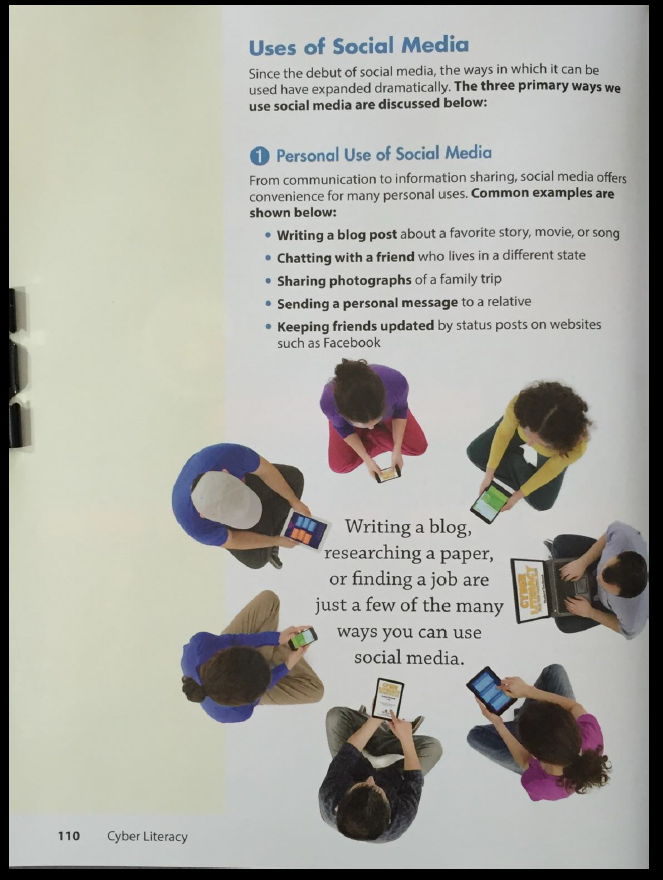 Uses of Social Media
Since the debut of social media, the ways in which it can be
used have expanded dramatically. The three primary ways we
use social media are discussed below:
1 Personal Use of Social Media
From communication to information sharing, social media offers
convenience for many personal uses. Common examples are
shown below:
• Writing a blog post about a favorite story, movie, or song
• Chatting with a friend who lives in a different state
• Sharing photographs of a family trip
• Sending a personal message to a relative
• Keeping friends updated by status posts on websites
such as Facebook
Writing a blog,
researching a paper,
or finding a job are
just a few of the many
ways you can use
social media.
CYBER
LITERACY
110 Cyber Literacy